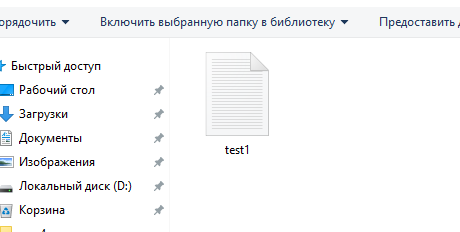 орядочить Включить выбранную папку в библиотеку Предоставить
Быстрый доступ
Рабочий стол
Загрузки
Документы
Изображения
Локальный диск (D:)
Корзина
test1